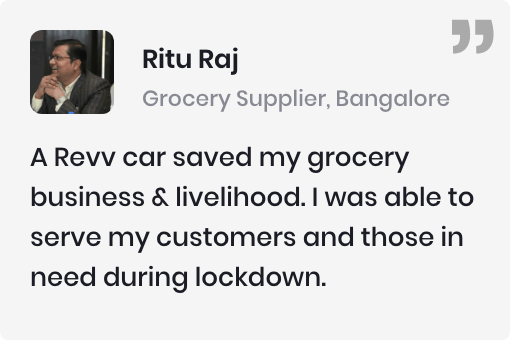 Ritu Raj
Grocery Supplier, Bangalore
A Revv car saved my grocery
business & livelihood. I was able to
serve my customers and those in
need during lockdown.